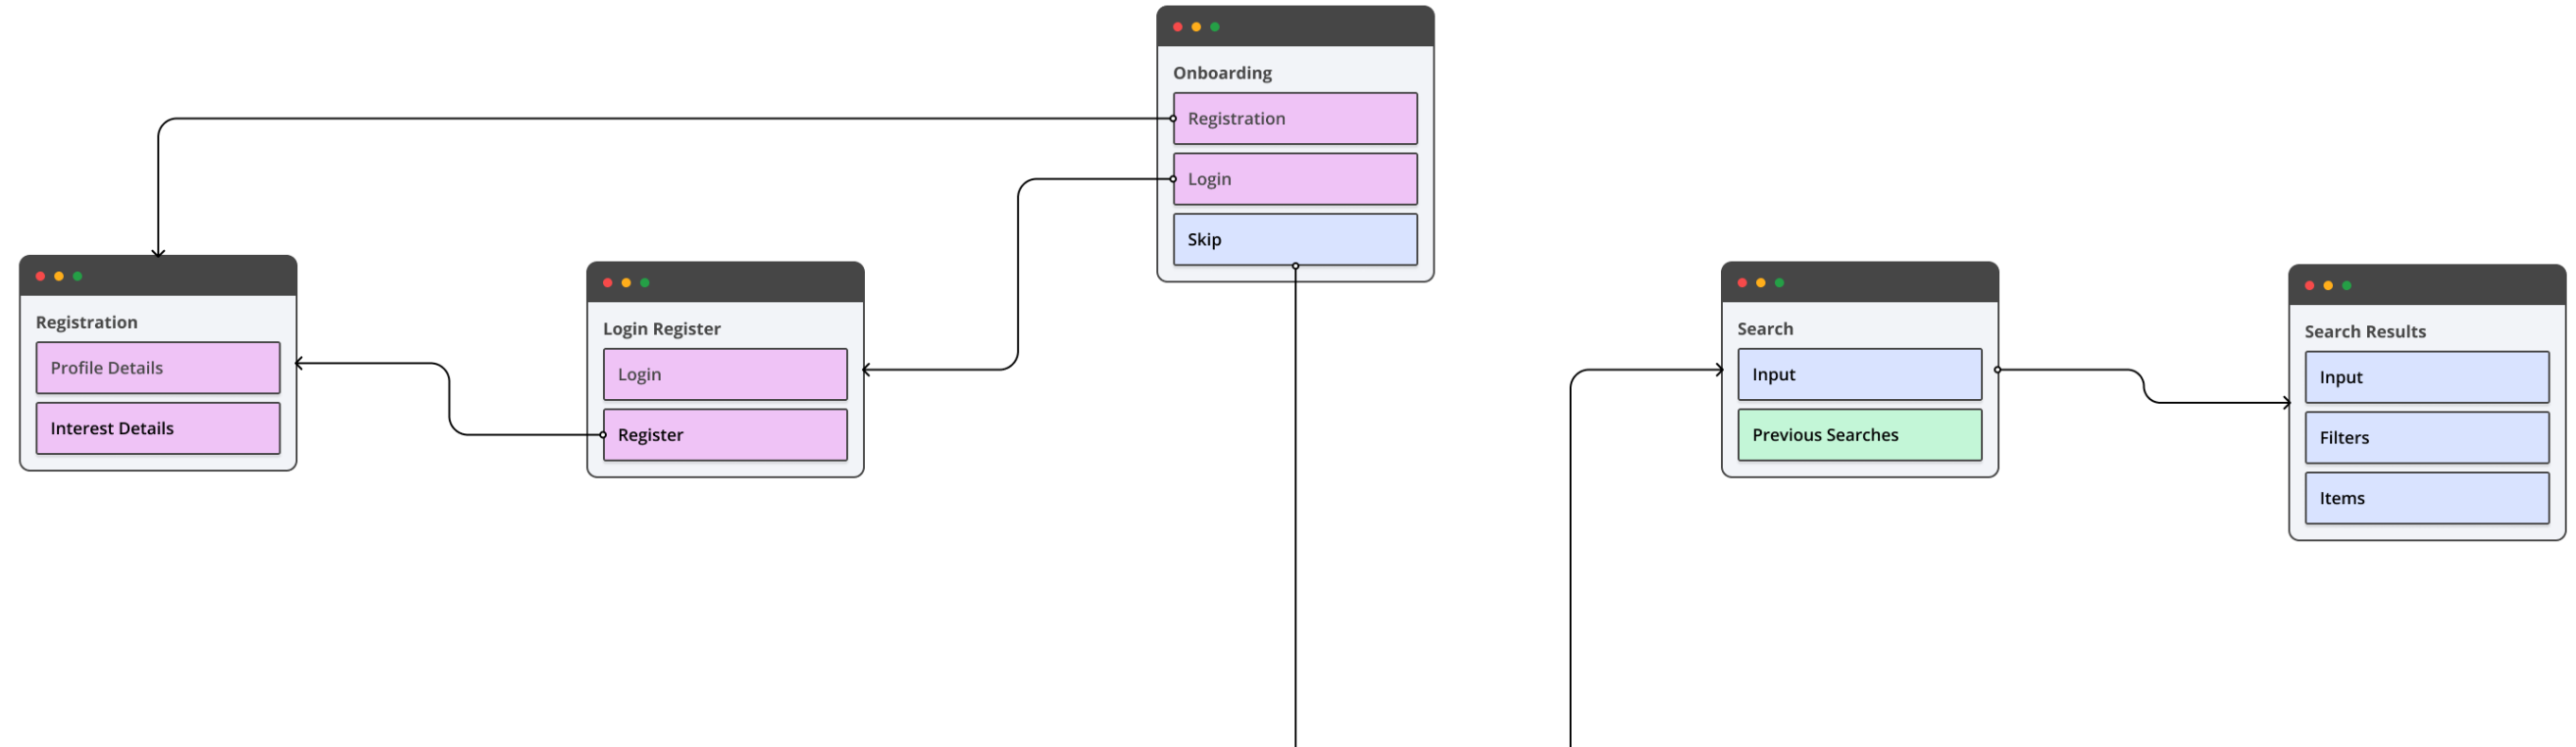 Onboarding
Registration
Login
Skip
Registration
Profile Details
Interest Details
Login Register
Login
Register
Search
Input
Previous Searches
Search Results
Input
Filters
Items